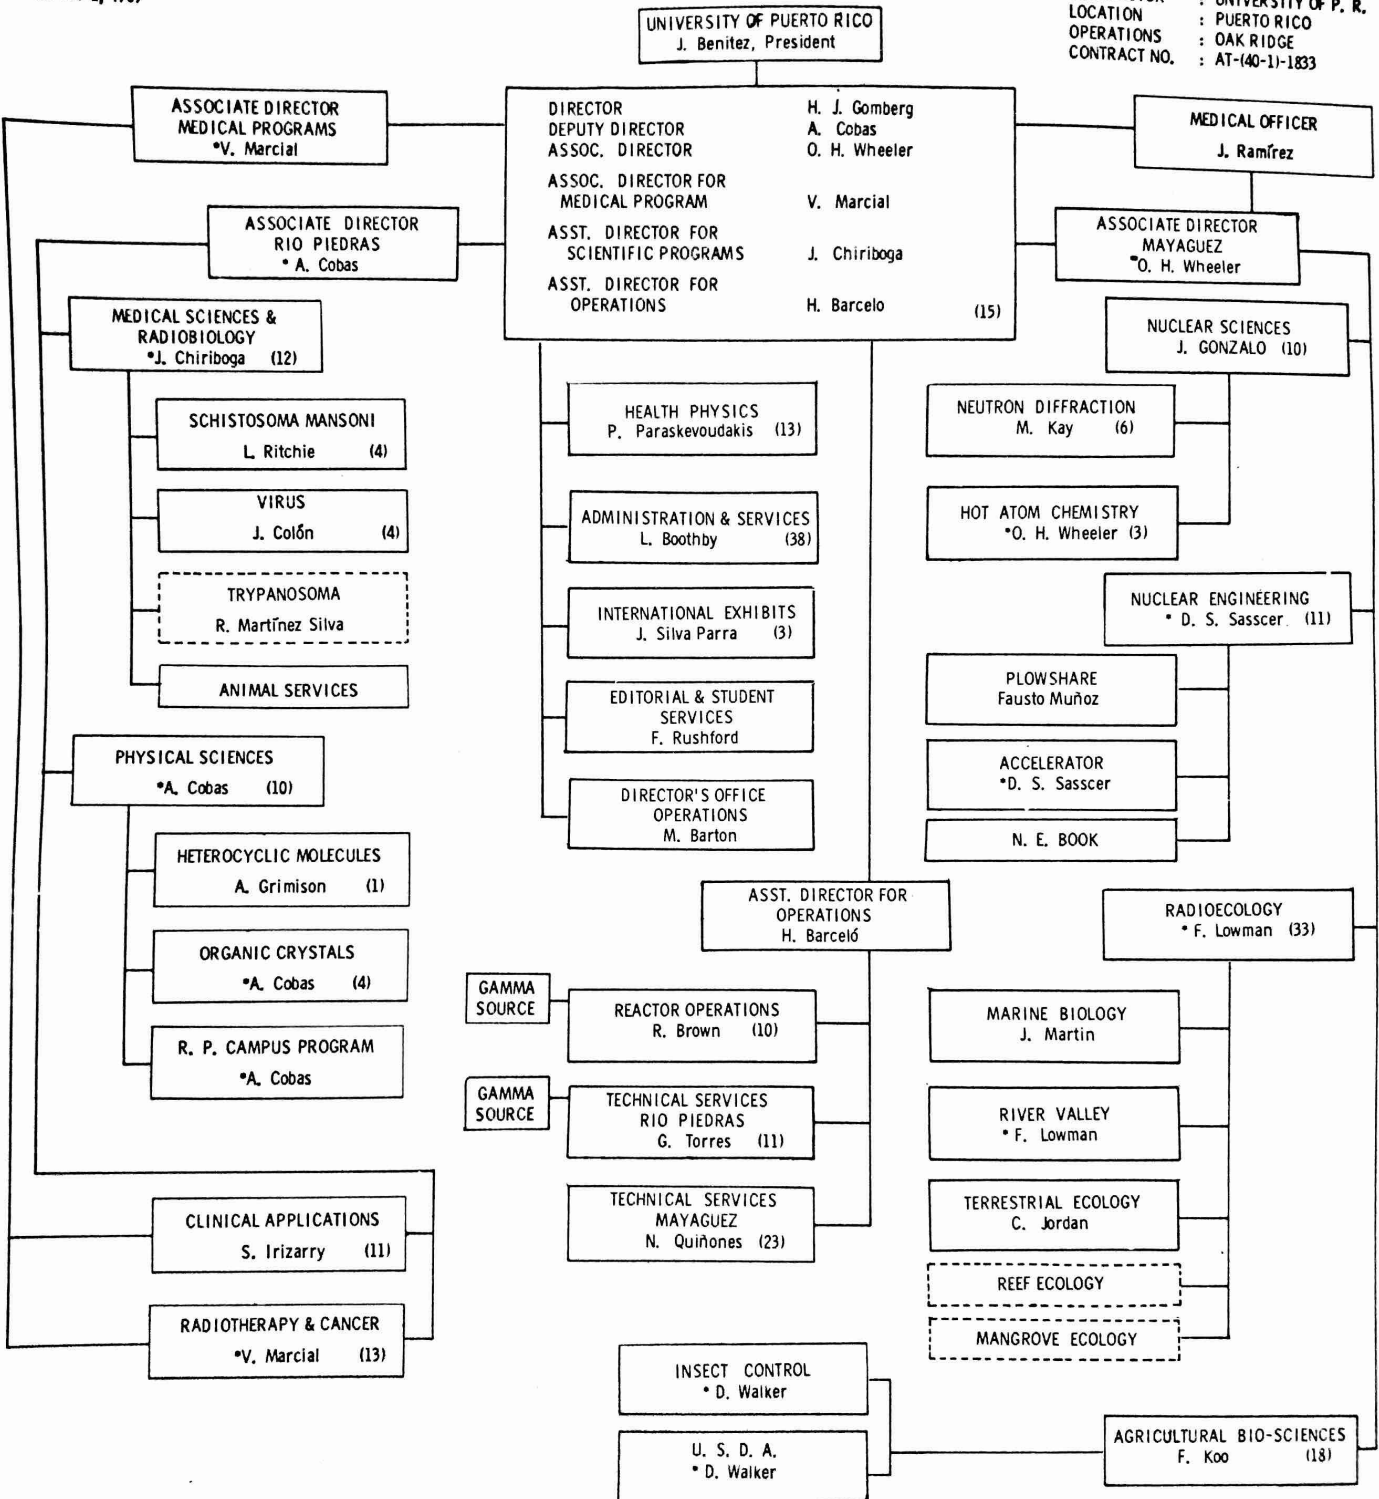 UNIVERSITY OF P. R.
LOCATION : PUERTO RICO
OPERATIONS : OAK RIDGE
CONTRACT NO. : AT-(40-1)-1833
UNIVERSITY OF PUERTO RICO
J. Benitez, President
ASSOCIATE DIRECTOR
MEDICAL PROGRAMS
*V. Marcial
DIRECTOR H. J. Gomberg
DEPUTY DIRECTOR A. Cobas
ASSOC. DIRECTOR O. H. Wheeler
ASSOC. DIRECTOR FOR
MEDICAL PROGRAM V. Marcial
ASST. DIRECTOR FOR
SCIENTIFIC PROGRAMS J. Chiriboga
ASST. DIRECTOR FOR
OPERATIONS H. Barcelo (15)
MEDICAL OFFICER
J. Ramírez
ASSOCIATE DIRECTOR
RIO PIEDRAS
* A. Cobas
ASSOCIATE DIRECTOR
MAYAGUEZ
*O. H. Wheeler
MEDICAL SCIENCES &
RADIOBIOLOGY
*J. Chiriboga (12)
SCHISTOSOMA MANSONI
L. Ritchie (4)
VIRUS
J. Colón (4)
TRYPANOSOMA
R. Martínez Silva
ANIMAL SERVICES
PHYSICAL SCIENCES
*A. Cobas (10)
HETEROCYCLIC MOLECULES
A. Grimison (1)
ORGANIC CRYSTALS
*A. Cobas (4)
R. P. CAMPUS PROGRAM
*A. Cobas
CLINICAL APPLICATIONS
S. Irizarry (11)
RADIOTHERAPY & CANCER
*V. Marcial (13)
HEALTH PHYSICS
P. Paraskevoudakis (13)
ADMINISTRATION & SERVICES
L. Boothby (38)
INTERNATIONAL EXHIBITS
J. Silva Parra (3)
EDITORIAL & STUDENT
SERVICES
F. Rushford
DIRECTOR'S OFFICE
OPERATIONS
M. Barton
ASST. DIRECTOR FOR
OPERATIONS
H. Barceló
GAMMA
SOURCE
REACTOR OPERATIONS
R. Brown (10)
GAMMA
SOURCE
TECHNICAL SERVICES
RIO PIEDRAS
G. Torres (11)
TECHNICAL SERVICES
MAYAGUEZ
N. Quiñones (23)
NUCLEAR SCIENCES
J. GONZALO (10)
NEUTRON DIFFRACTION
M. Kay (6)
HOT ATOM CHEMISTRY
*O. H. Wheeler (3)
NUCLEAR ENGINEERING
* D. S. Sasscer (11)
PLOWSHARE
Fausto Muñoz
ACCELERATOR
*D. S. Sasscer
N. E. BOOK
RADIOECOLOGY
* F. Lowman (33)
MARINE BIOLOGY
J. Martin
RIVER VALLEY
* F. Lowman
TERRESTRIAL ECOLOGY
C. Jordan
REEF ECOLOGY
MANGROVE ECOLOGY
INSECT CONTROL
* D. Walker
U. S. D. A.
* D. Walker
AGRICULTURAL BIO-SCIENCES
F. Koo (18)